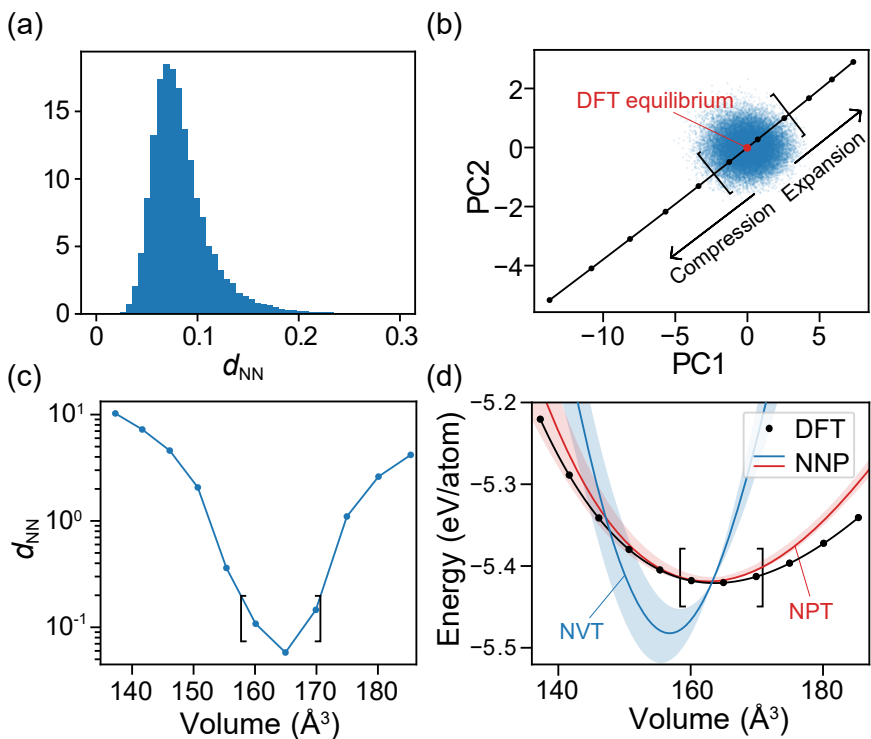 (a)
15
10
5
0
0
0.1
0.2
0.3
d_NN
(b)
2
0
−2
−4
PC2
DFT equilibrium
Expansion
Compression
−10
−5
0
5
PC1
(c)
10^1
10^0
10^-1
d_NN
140
150
160
170
180
Volume (Å³)
(d)
−5.2
−5.3
−5.4
−5.5
Energy (eV/atom)
DFT
NNP
NVT
NPT
140
160
180
Volume (Å³)